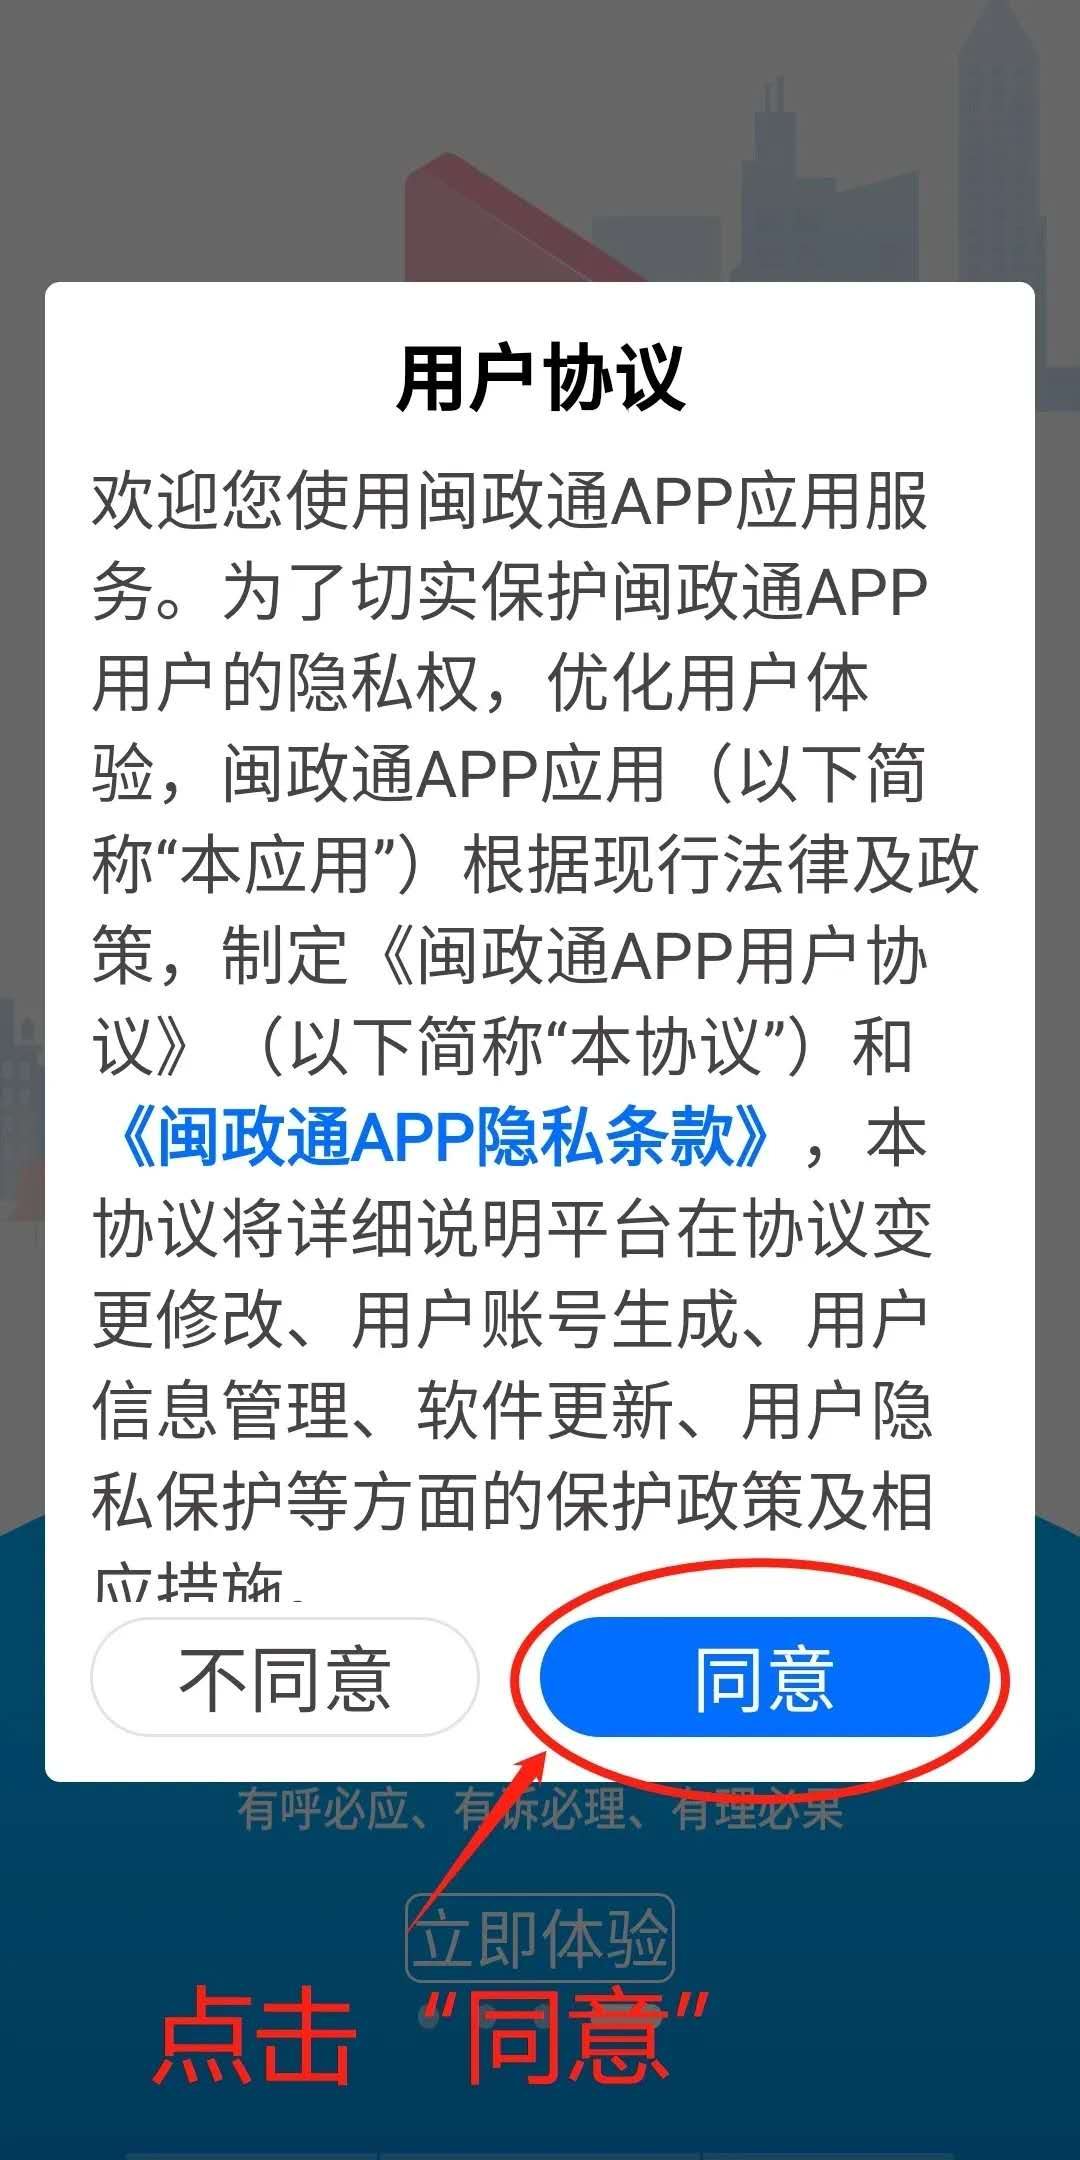 用户协议
欢迎您使用闽政通APP应用服
务。为了切实保护闽政通APP
用户的隐私权，优化用户体
验，闽政通APP应用（以下简
称“本应用”）根据现行法律及政
策，制定《闽政通APP用户协
议》（以下简称“本协议”）和
《闽政通APP隐私条款》，本
协议将详细说明平台在协议变
更修改、用户账号生成、用户
信息管理、软件更新、用户隐
私保护等方面的保护政策及相
应措施。
不同意
同意
有呼必应、有诉必理、有理必果
立即体验
点击“同意”